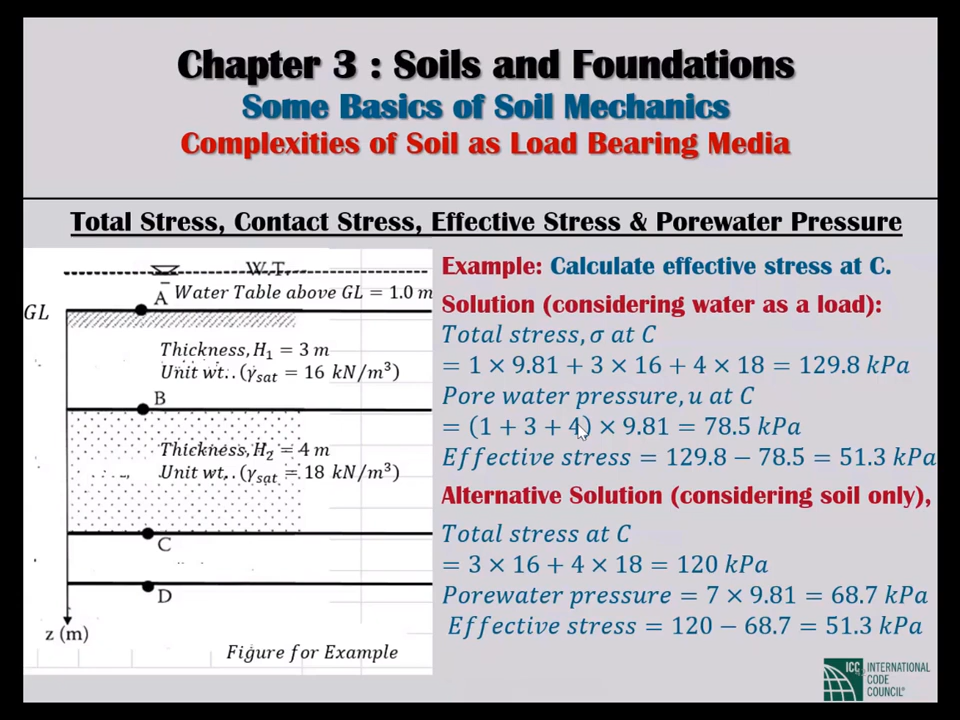 Chapter 3 : Soils and Foundations
Some Basics of Soil Mechanics
Complexities of Soil as Load Bearing Media
Total Stress, Contact Stress, Effective Stress & Porewater Pressure
W.T.
A
Water Table above GL = 1.0 m
GL
Thickness, H₁ = 3 m
Unit wt. . (γsat = 16 kN/m³)
B
Thickness, H₂ = 4 m
Unit wt. . (γsat = 18 kN/m³)
C
D
z (m)
Figure for Example
Example: Calculate effective stress at C.
Solution (considering water as a load):
Total stress, σ at C
= 1 × 9.81 + 3 × 16 + 4 × 18 = 129.8 kPa
Pore water pressure, u at C
= (1 + 3 + 4) × 9.81 = 78.5 kPa
Effective stress = 129.8 − 78.5 = 51.3 kPa
Alternative Solution (considering soil only),
Total stress at C
= 3 × 16 + 4 × 18 = 120 kPa
Porewater pressure = 7 × 9.81 = 68.7 kPa
Effective stress = 120 − 68.7 = 51.3 kPa
ICC INTERNATIONAL
CODE
COUNCIL®